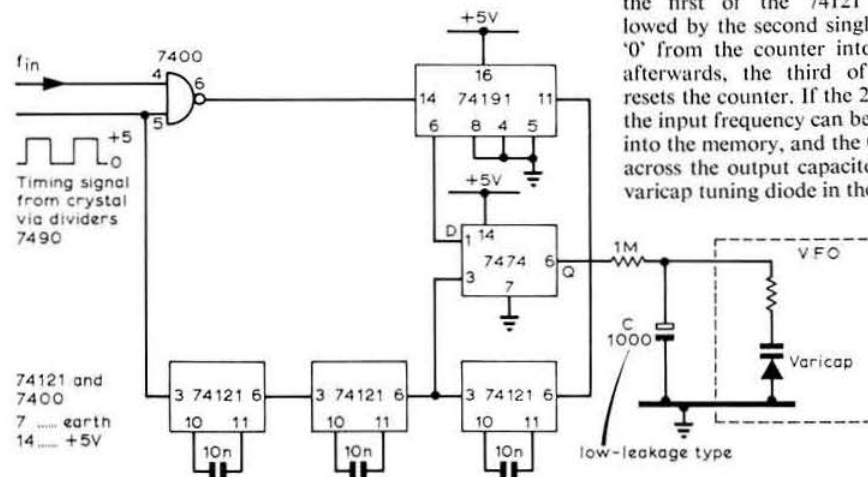 the first of the 74121
lowed by the second singl
'0' from the counter into
afterwards, the third of
resets the counter. If the 2
the input frequency can be
into the memory, and the
across the output capacito
varicap tuning diode in the
+5V
7400
f in
4
6
5
16
14 74191 11
6 8 4 5
+5
0
Timing signal
from crystal
via dividers
7490
+5V
D
1 14
7474 6
3
7
Q
1M
VFO
C
1000
Varicap
74121 and
7400
7 ...... earth
14 ...... +5V
3 74121 6
10 11
10n
3 74121 6
10 11
10n
3 74121 6
10 11
10n
low-leakage type